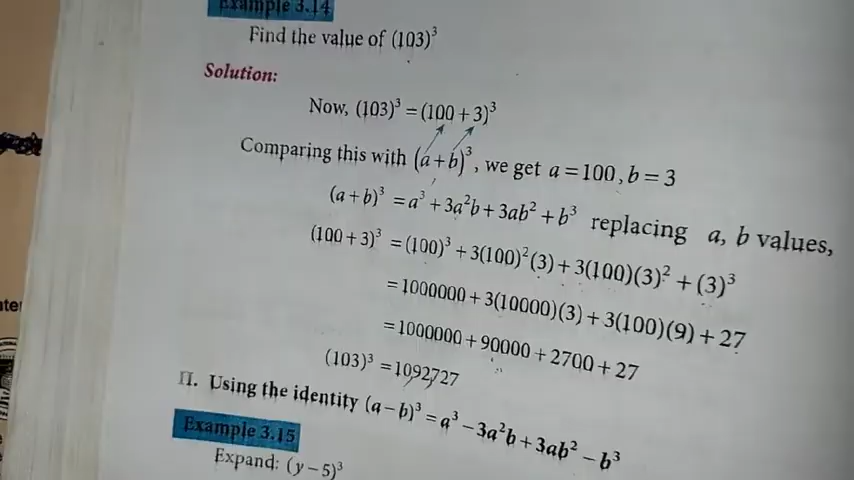 Example 3.14
Find the value of (103)³
Solution:
Now, (103)³ = (100 + 3)³
Comparing this with (a + b)³, we get a = 100, b = 3
(a + b)³ = a³ + 3a²b + 3ab² + b³ replacing a, b values,
(100 + 3)³ = (100)³ + 3(100)²(3) + 3(100)(3)² + (3)³
= 1000000 + 3(10000)(3) + 3(100)(9) + 27
= 1000000 + 90000 + 2700 + 27
(103)³ = 1092727
II. Using the identity (a − b)³ = a³ − 3a²b + 3ab² − b³
Example 3.15
Expand: (y − 5)³